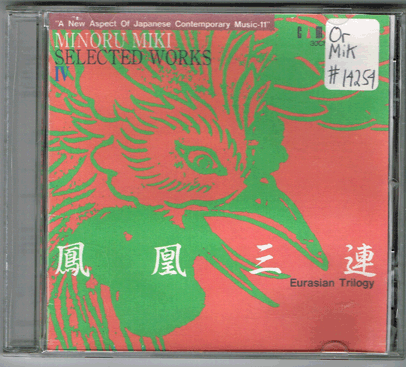 "A New Aspect Of Japanese Contemporary Music-11"
MINORU MIKI
SELECTED WORKS
IV
Or
Mik
#14254
鳳凰三連
Eurasian Trilogy